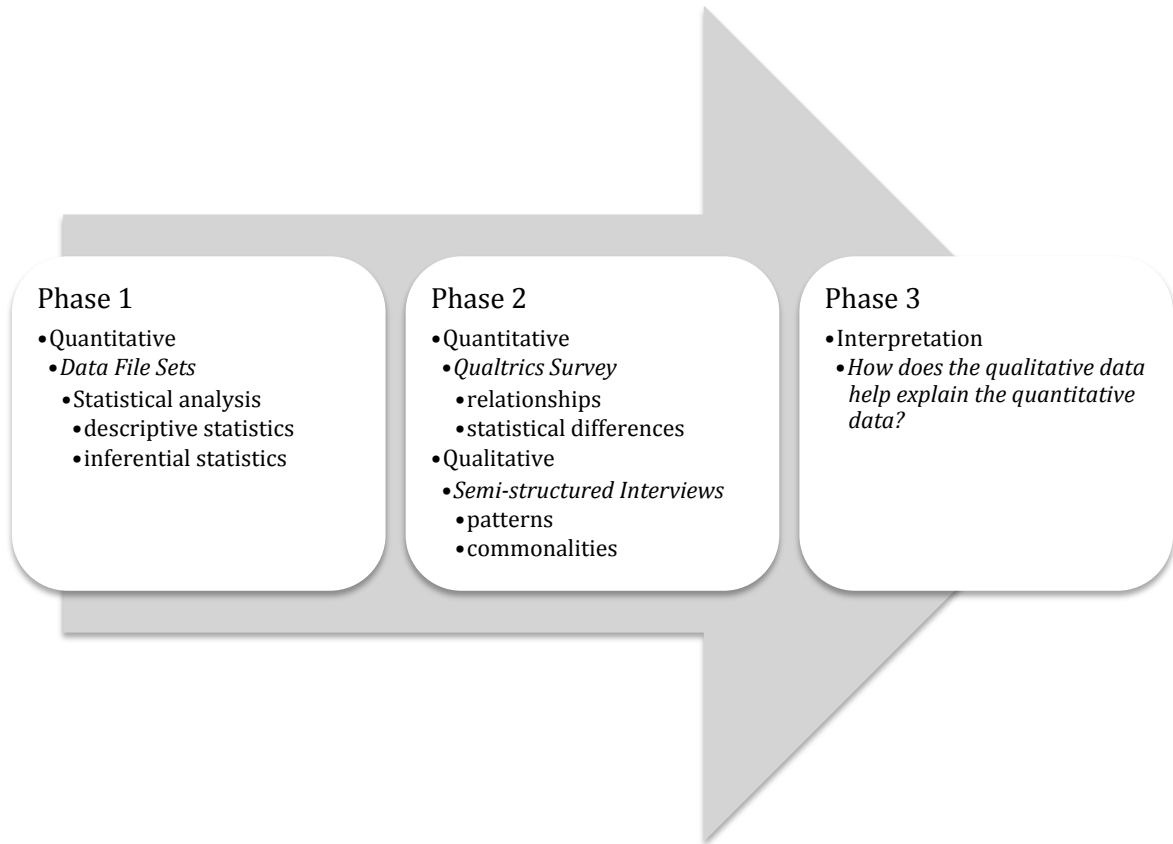 Phase 1
•Quantitative
•Data File Sets
•Statistical analysis
•descriptive statistics
•inferential statistics
Phase 2
•Quantitative
•Qualtrics Survey
•relationships
•statistical differences
•Qualitative
•Semi-structured Interviews
•patterns
•commonalities
Phase 3
•Interpretation
•How does the qualitative data
help explain the quantitative
data?